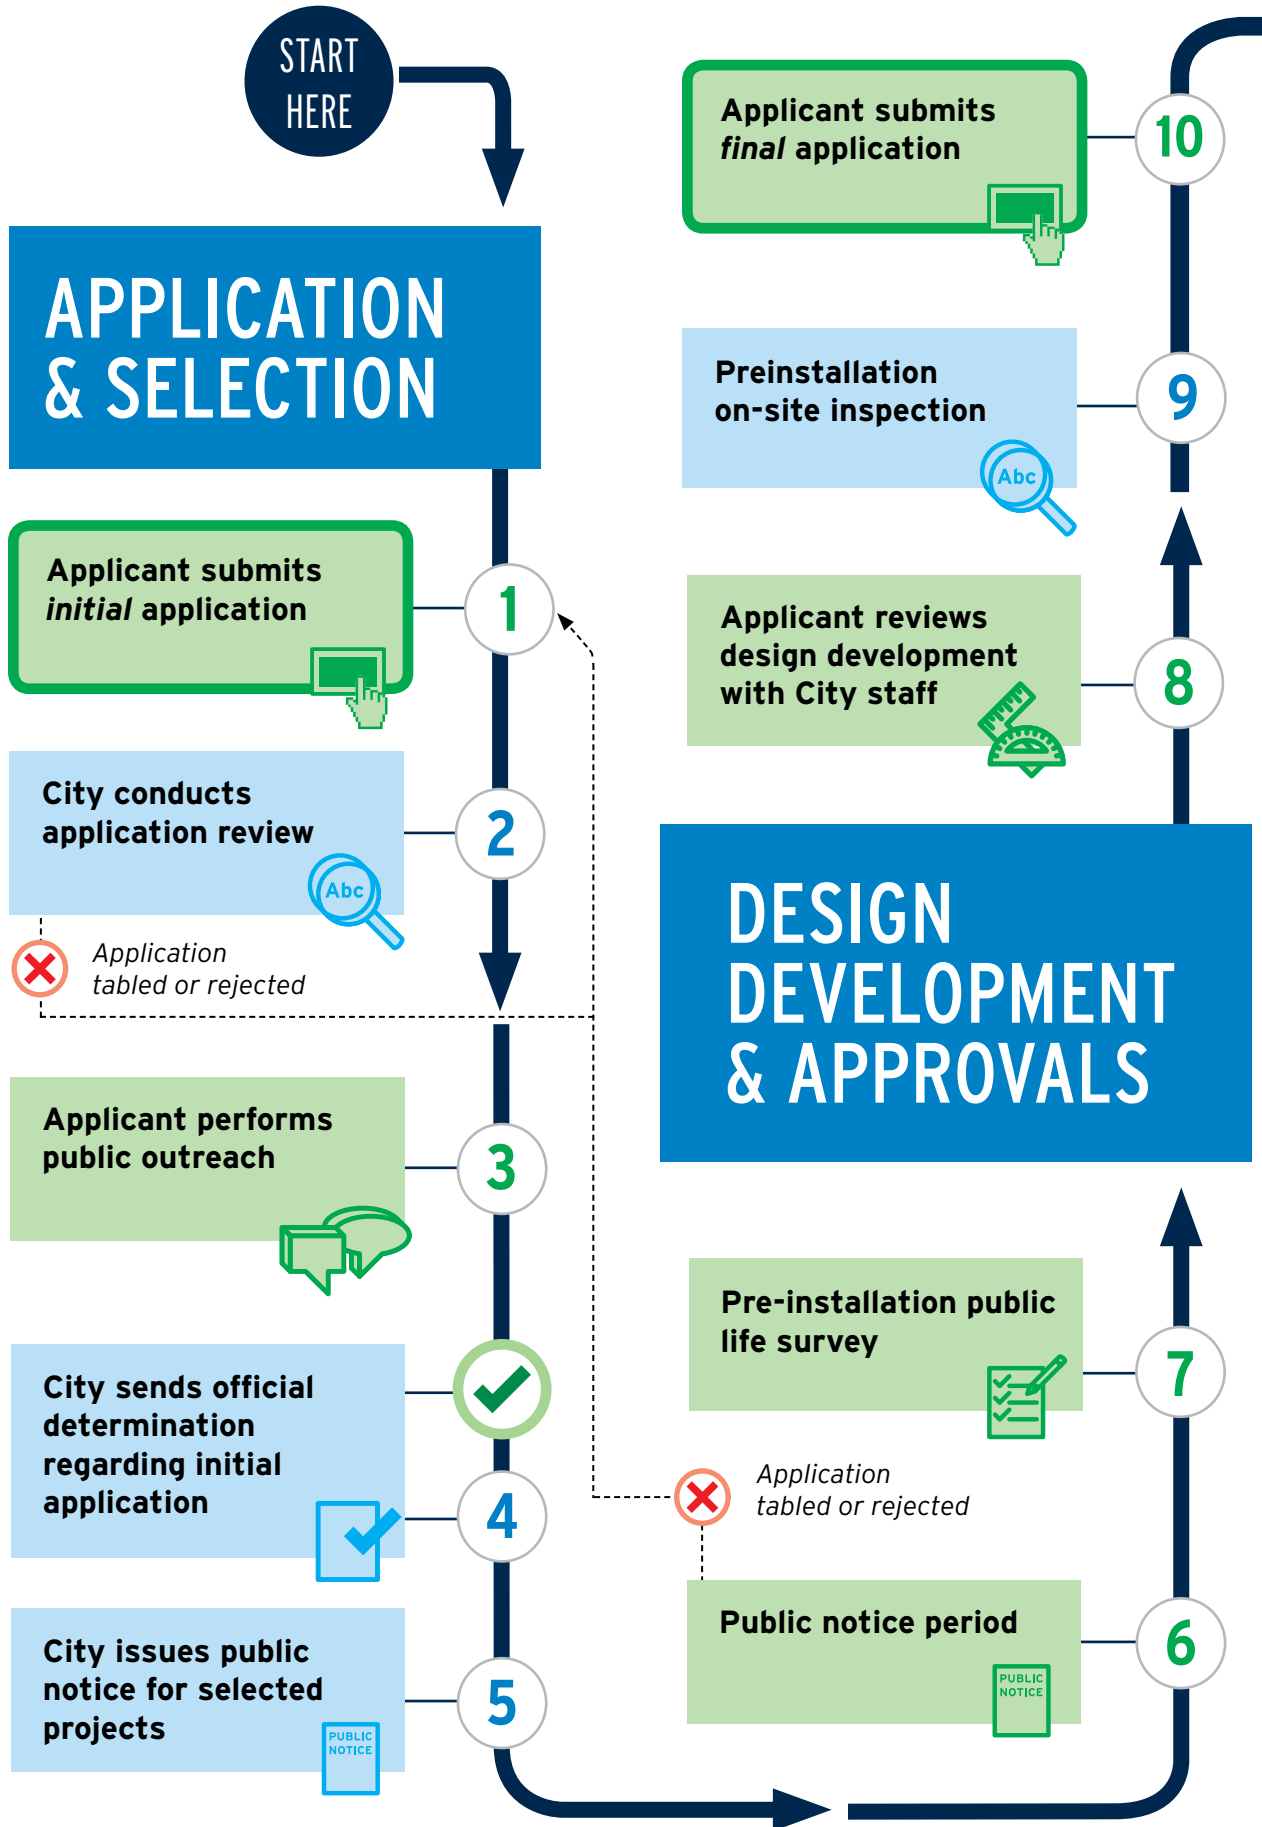 START
HERE
APPLICATION
& SELECTION
Applicant submits
initial application
1
City conducts
application review
Abc
2
Application
tabled or rejected
Applicant performs
public outreach
3
City sends official
determination
regarding initial
application
4
City issues public
notice for selected
projects
PUBLIC
NOTICE
5
Public notice period
PUBLIC
NOTICE
6
Application
tabled or rejected
Pre-installation public
life survey
7
DESIGN
DEVELOPMENT
& APPROVALS
Applicant reviews
design development
with City staff
8
Preinstallation
on-site inspection
Abc
9
Applicant submits
final application
10